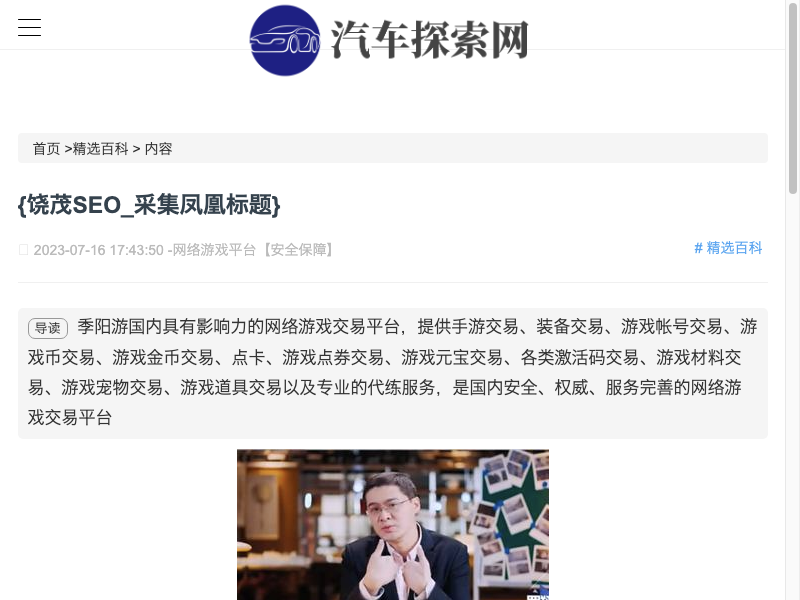 汽车探索网
首页 >精选百科 > 内容
{饶茂SEO_采集凤凰标题}
2023-07-16 17:43:50 -网络游戏平台【安全保障】
# 精选百科
导读 季阳游国内具有影响力的网络游戏交易平台，提供手游交易、装备交易、游戏帐号交易、游
戏币交易、游戏金币交易、点卡、游戏点券交易、游戏元宝交易、各类激活码交易、游戏材料交
易、游戏宠物交易、游戏道具交易以及专业的代练服务，是国内安全、权威、服务完善的网络游
戏交易平台